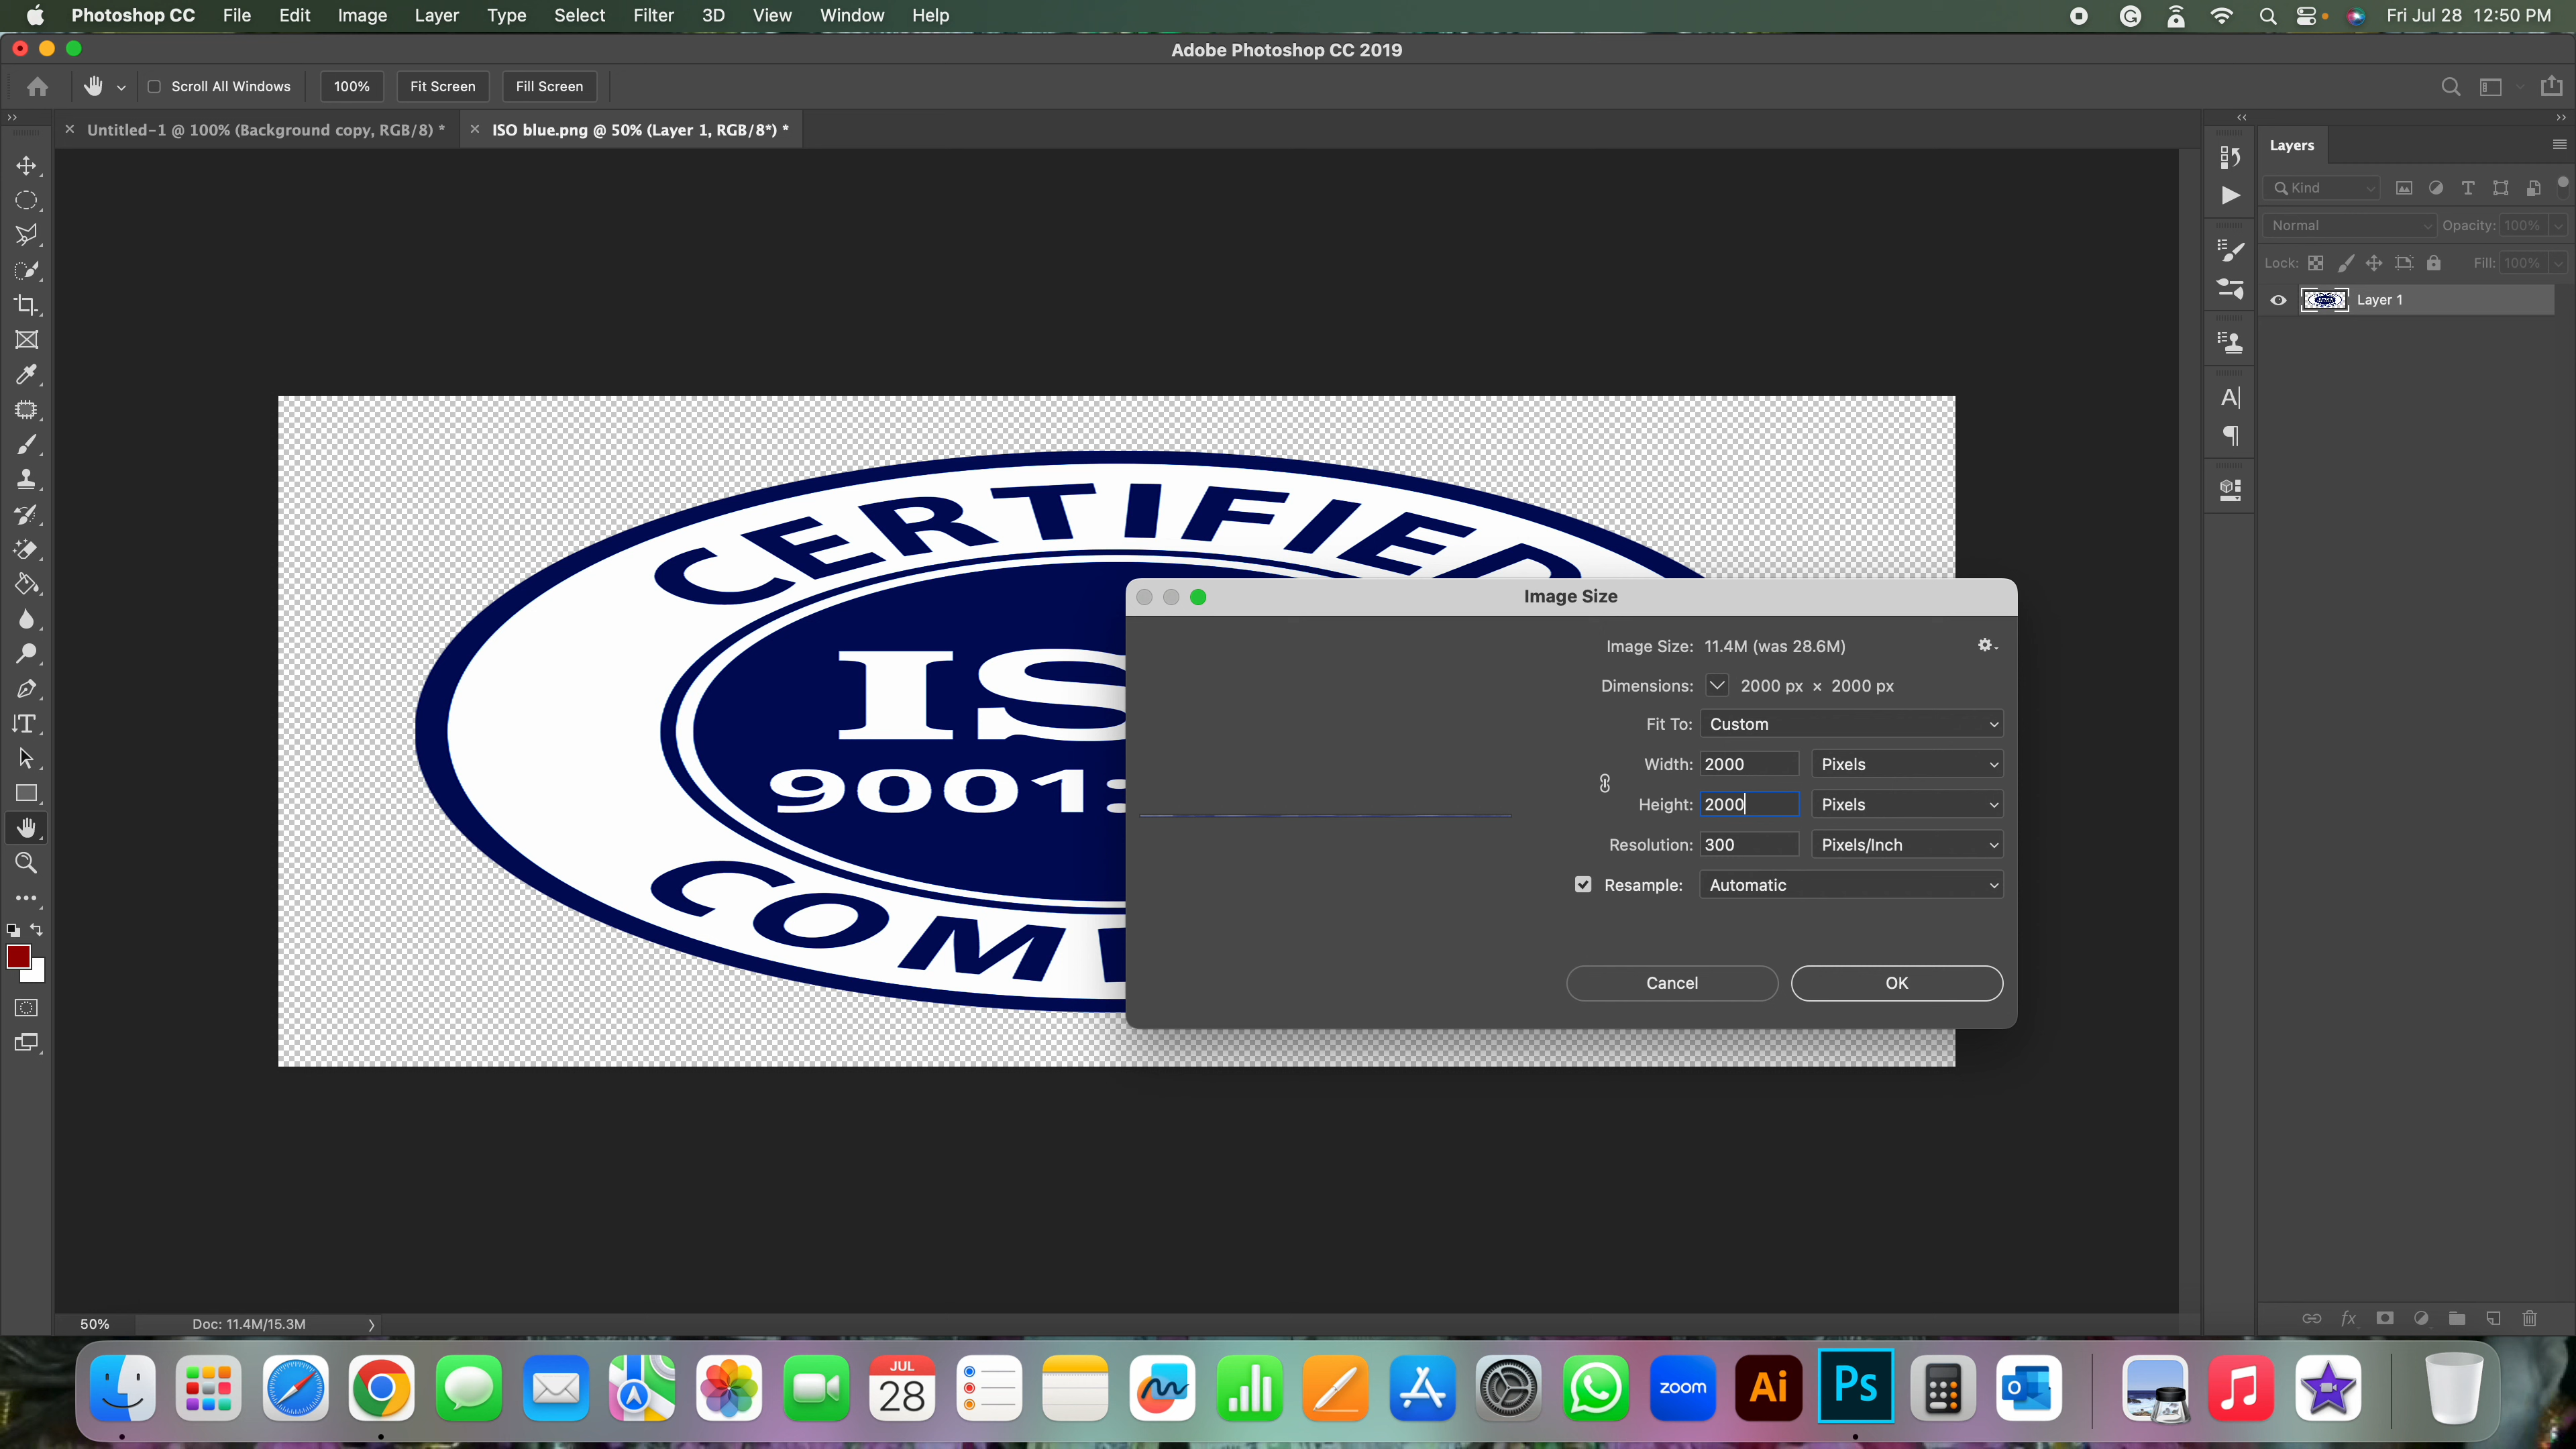 Photoshop CC File Edit Image Layer Type Select Filter 3D View Window Help Fri Jul 28 12:50 PM
Adobe Photoshop CC 2019
Scroll All Windows 100% Fit Screen Fill Screen
Untitled-1 @ 100% (Background copy, RGB/8) * ISO blue.png @ 50% (Layer 1, RGB/8*) *
Layers
Kind
Normal Opacity: 100%
Lock: Fill: 100%
Layer 1
CERTIFIED
IS
9001:
COM
Image Size
Image Size: 11.4M (was 28.6M)
Dimensions: 2000 px × 2000 px
Fit To: Custom
Width: 2000 Pixels
Height: 2000 Pixels
Resolution: 300 Pixels/Inch
Resample: Automatic
Cancel OK
50% Doc: 11.4M/15.3M
JUL
28
zoom
Ai
Ps